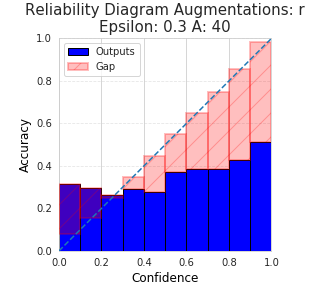 Reliability Diagram Augmentations: r
Epsilon: 0.3 A: 40
1.0
0.8
0.6
0.4
0.2
0.0
Accuracy
Outputs
Gap
0.0 0.2 0.4 0.6 0.8 1.0
Confidence